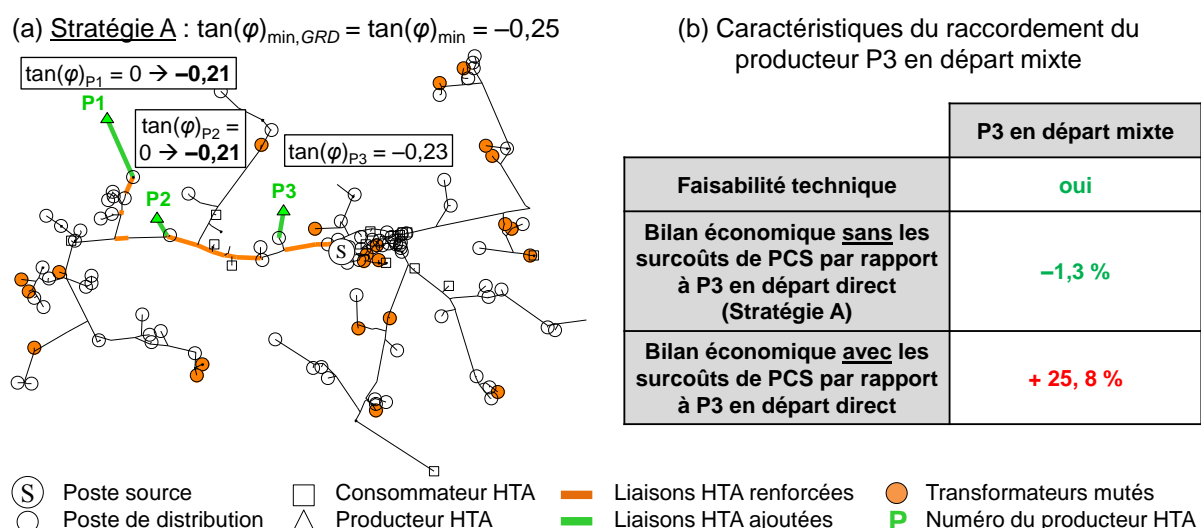 (a) Stratégie A : tan(φ)min,GRD = tan(φ)min = –0,25
tan(φ)P1 = 0 → –0,21
P1
tan(φ)P2 =
0 → –0,21
tan(φ)P3 = –0,23
P2
P3
S
(b) Caractéristiques du raccordement du
producteur P3 en départ mixte
P3 en départ mixte
Faisabilité technique
oui
Bilan économique sans les
surcoûts de PCS par rapport
à P3 en départ direct
(Stratégie A)
–1,3 %
Bilan économique avec les
surcoûts de PCS par rapport
à P3 en départ direct
+ 25, 8 %
S Poste source
Consommateur HTA
Liaisons HTA renforcées
Transformateurs mutés
Poste de distribution
Producteur HTA
Liaisons HTA ajoutées
P Numéro du producteur HTA